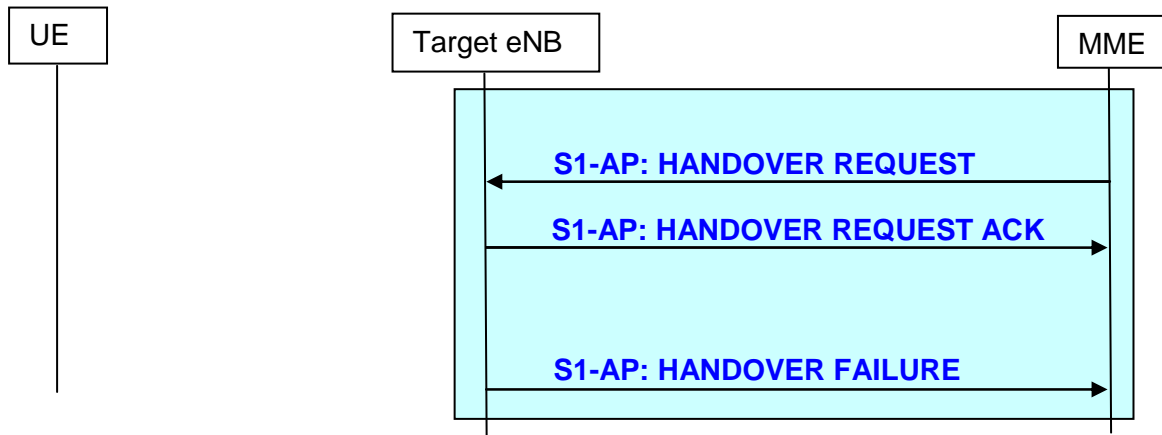 UE
Target eNB
MME
S1-AP: HANDOVER REQUEST
S1-AP: HANDOVER REQUEST ACK
S1-AP: HANDOVER FAILURE